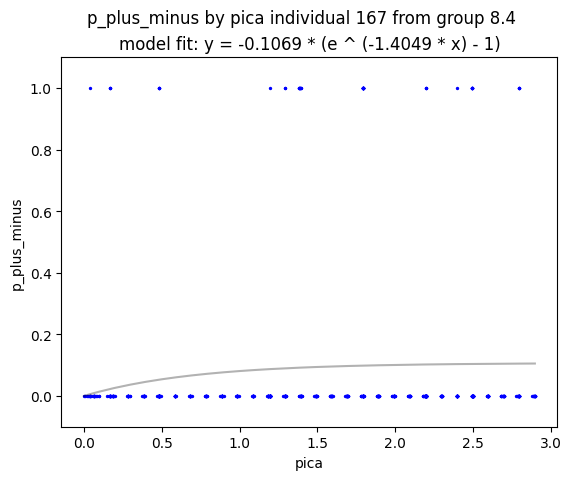 p_plus_minus by pica individual 167 from group 8.4
model fit: y = -0.1069 * (e ^ (-1.4049 * x) - 1)
1.0
0.8
0.6
0.4
0.2
0.0
p_plus_minus
0.0 0.5 1.0 1.5 2.0 2.5 3.0
pica